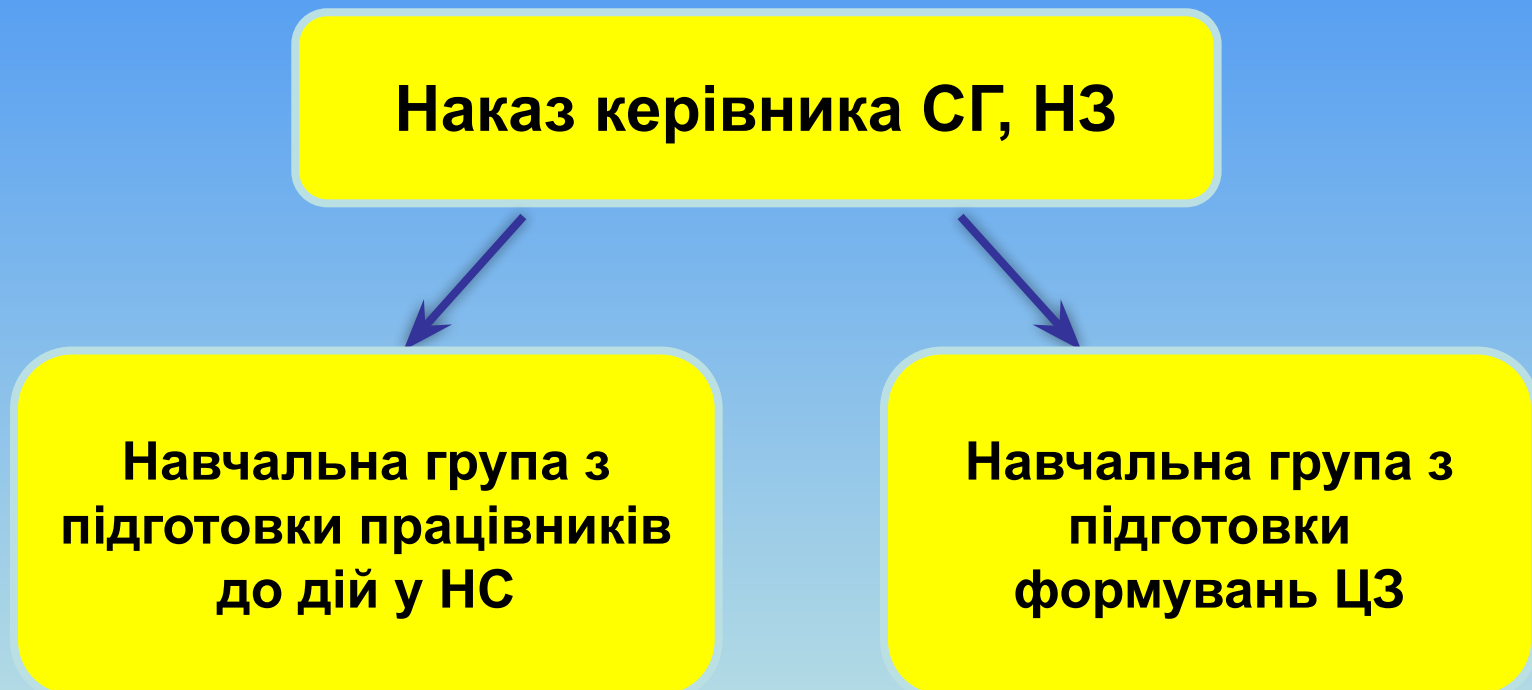 Наказ керівника СГ, НЗ
Навчальна група з
підготовки працівників
до дій у НС
Навчальна група з
підготовки
формувань ЦЗ